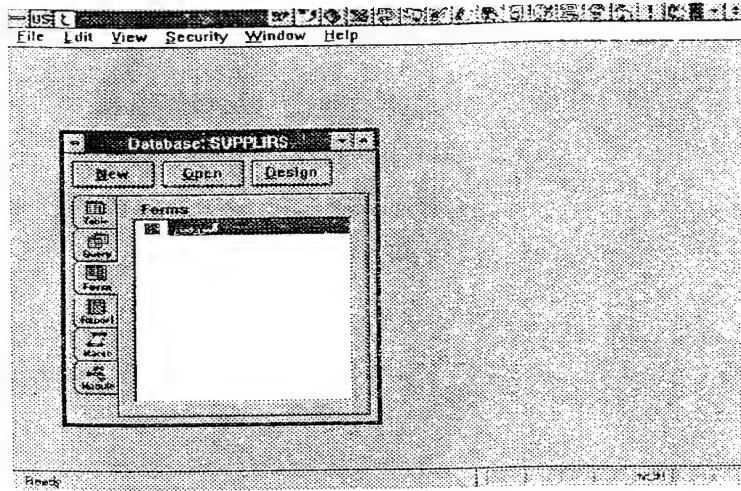 US
File Edit View Security Window Help
Database: SUPPLIRS
New Open Design
Table
Forms
Query
Form
Report
Macro
Module
Ready